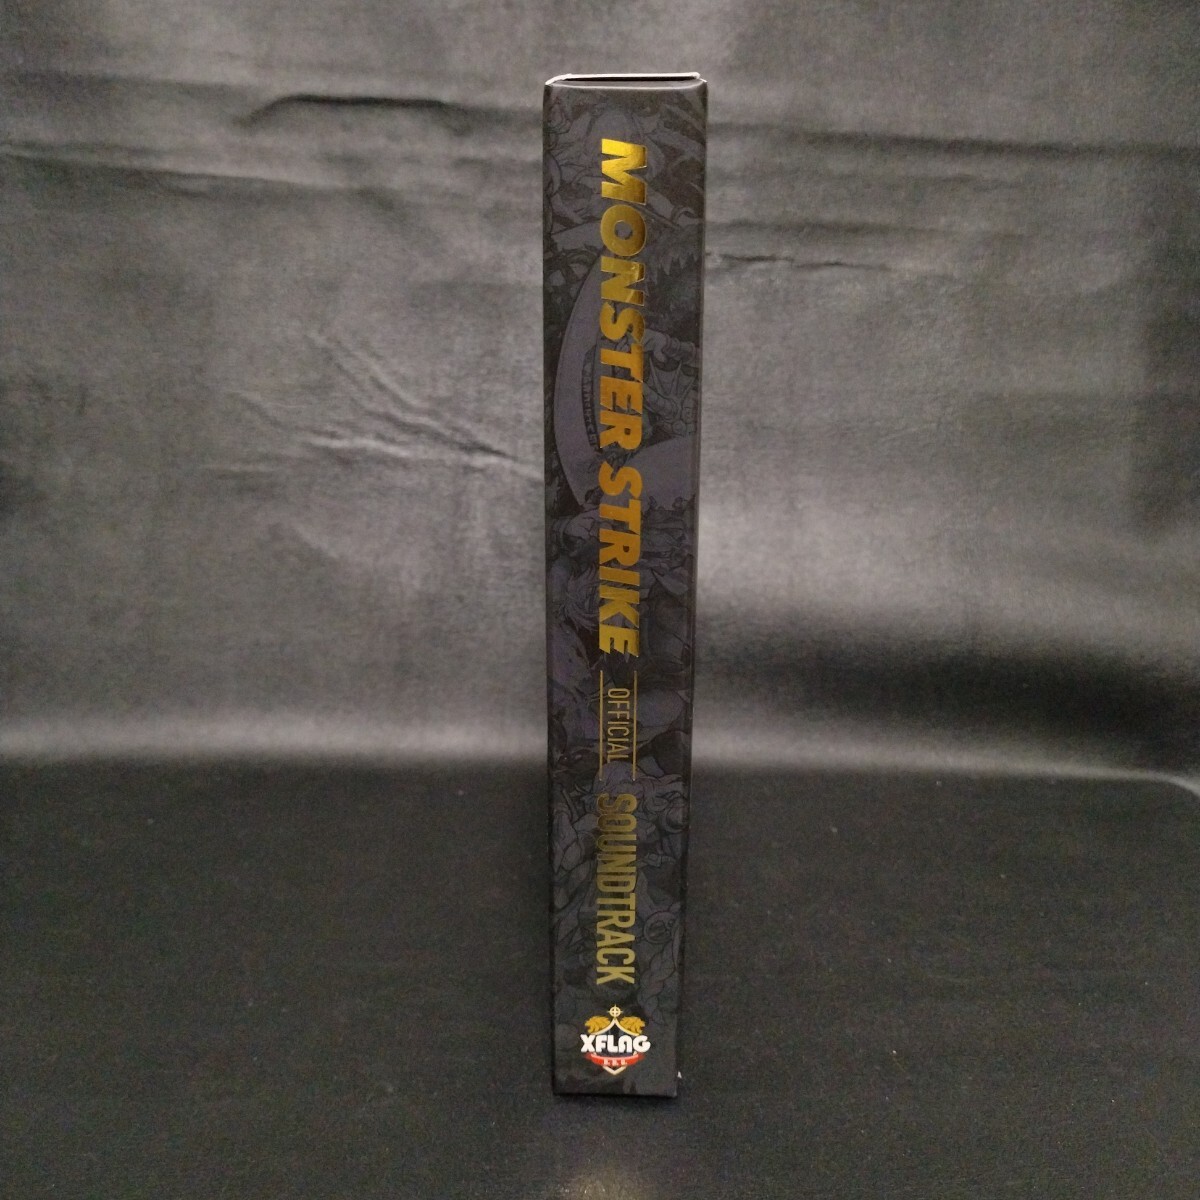 MONSTER STRIKE
OFFICIAL
SOUNDTRACK
XFLAG